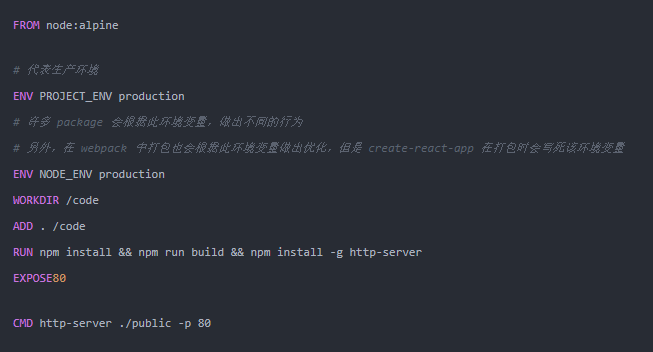 FROM node:alpine
# 代表生产环境
ENV PROJECT_ENV production
# 许多 package 会根据此环境变量，做出不同的行为
# 另外，在 webpack 中打包也会根据此环境变量做出优化，但是 create-react-app 在打包时会写死该环境变量
ENV NODE_ENV production
WORKDIR /code
ADD . /code
RUN npm install && npm run build && npm install -g http-server
EXPOSE80
CMD http-server ./public -p 80